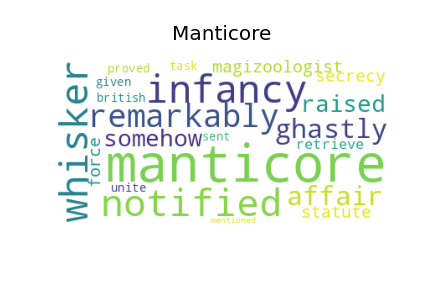 Manticore
proved task magizoologist
given infancy secrecy
british raised
whisker remarkably ghastly
somehow sent retrieve
force manticore
unite affair
notified statute
mentioned